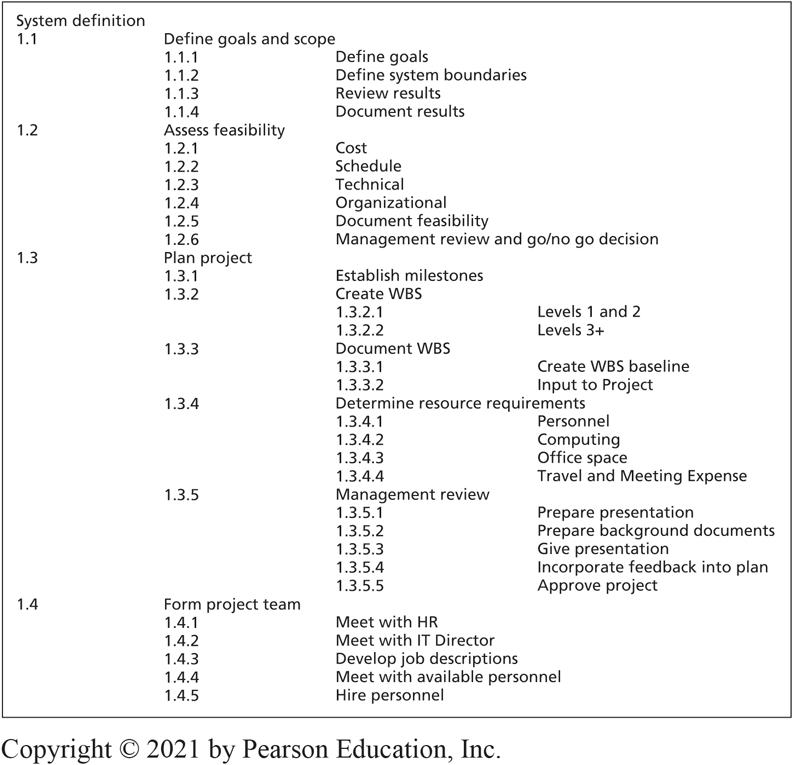 System definition
1.1 Define goals and scope
1.1.1 Define goals
1.1.2 Define system boundaries
1.1.3 Review results
1.1.4 Document results
1.2 Assess feasibility
1.2.1 Cost
1.2.2 Schedule
1.2.3 Technical
1.2.4 Organizational
1.2.5 Document feasibility
1.2.6 Management review and go/no go decision
1.3 Plan project
1.3.1 Establish milestones
1.3.2 Create WBS
1.3.2.1 Levels 1 and 2
1.3.2.2 Levels 3+
1.3.3 Document WBS
1.3.3.1 Create WBS baseline
1.3.3.2 Input to Project
1.3.4 Determine resource requirements
1.3.4.1 Personnel
1.3.4.2 Computing
1.3.4.3 Office space
1.3.4.4 Travel and Meeting Expense
1.3.5 Management review
1.3.5.1 Prepare presentation
1.3.5.2 Prepare background documents
1.3.5.3 Give presentation
1.3.5.4 Incorporate feedback into plan
1.3.5.5 Approve project
1.4 Form project team
1.4.1 Meet with HR
1.4.2 Meet with IT Director
1.4.3 Develop job descriptions
1.4.4 Meet with available personnel
1.4.5 Hire personnel
Copyright © 2021 by Pearson Education, Inc.